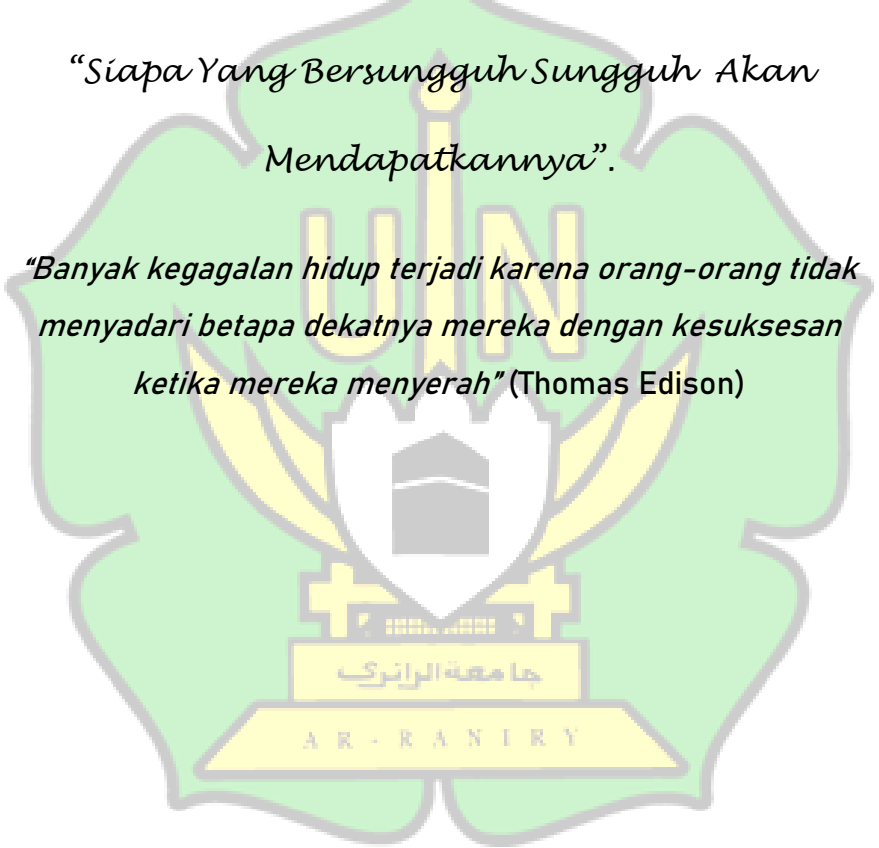 “Siapa Yang Bersungguh Sungguh Akan
Mendapatkannya”.
“Banyak kegagalan hidup terjadi karena orang-orang tidak
menyadari betapa dekatnya mereka dengan kesuksesan
ketika mereka menyerah” (Thomas Edison)
UIN
جامعة الرانري
AR-RANIRY